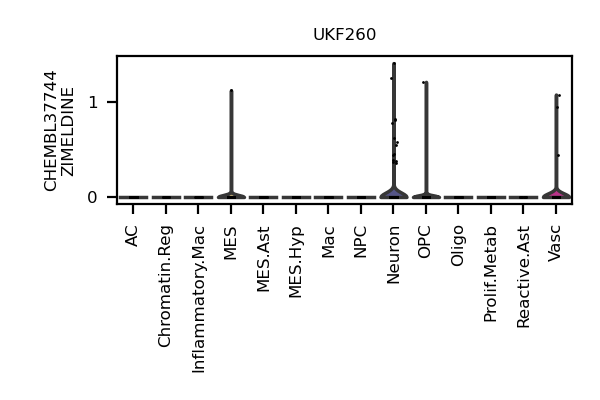 UKF260
CHEMBL37744
ZIMELDINE
1
0
AC
Chromatin.Reg
Inflammatory.Mac
MES
MES.Ast
MES.Hyp
Mac
NPC
Neuron
OPC
Oligo
Prolif.Metab
Reactive.Ast
Vasc